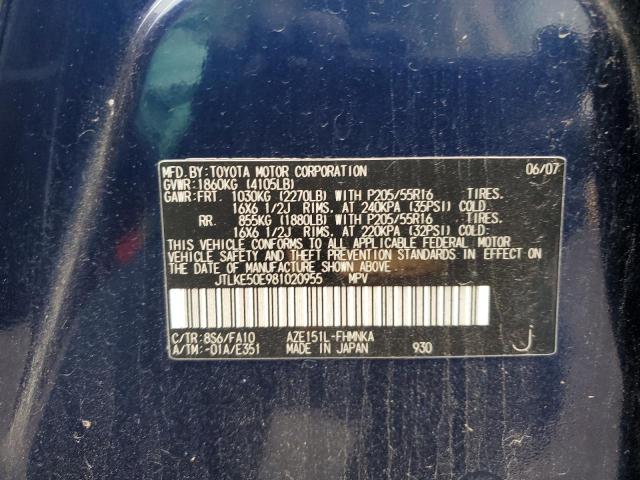 MFD. BY: TOYOTA MOTOR CORPORATION 06/07
GVWR: 1860KG (4105LB)
GAWR: FRT. 1030KG (2270LB) WITH P205/55R16 TIRES.
16X6 1/2J RIMS, AT 240KPA (35PSI) COLD.
RR. 855KG (1880LB) WITH P205/55R16 TIRES.
16X6 1/2J RIMS, AT 220KPA (32PSI) COLD.
THIS VEHICLE CONFORMS TO ALL APPLICABLE FEDERAL MOTOR
VEHICLE SAFETY AND THEFT PREVENTION STANDARDS IN EFFECT ON THE
DATE OF MANUFACTURE SHOWN ABOVE.
JTLKE50E981020955 MPV
C/TR: 8S6/FA10 AZE151L-FHMNKA
A/TM: -01A/E351 MADE IN JAPAN 930 J